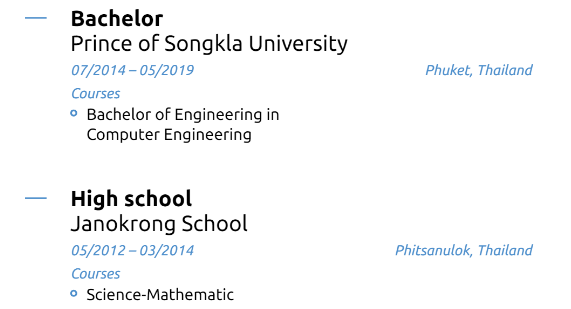 Bachelor
Prince of Songkla University
07/2014 – 05/2019 Phuket, Thailand
Courses
Bachelor of Engineering in
Computer Engineering
High school
Janokrong School
05/2012 – 03/2014 Phitsanulok, Thailand
Courses
Science-Mathematic